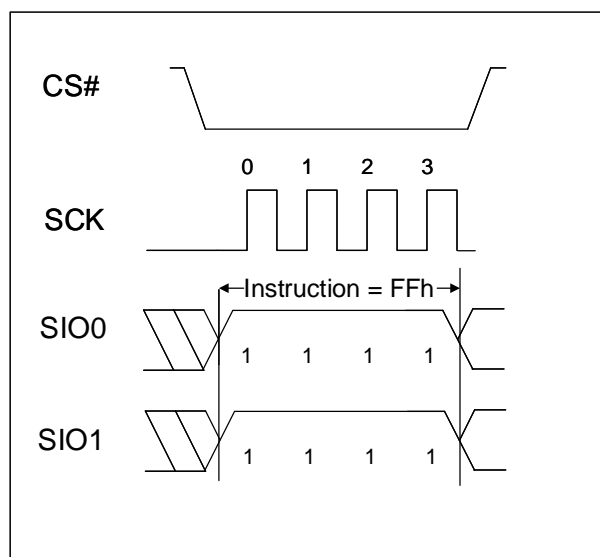 CS#
0 1 2 3
SCK
Instruction = FFh
SIO0
1 1 1 1
SIO1
1 1 1 1